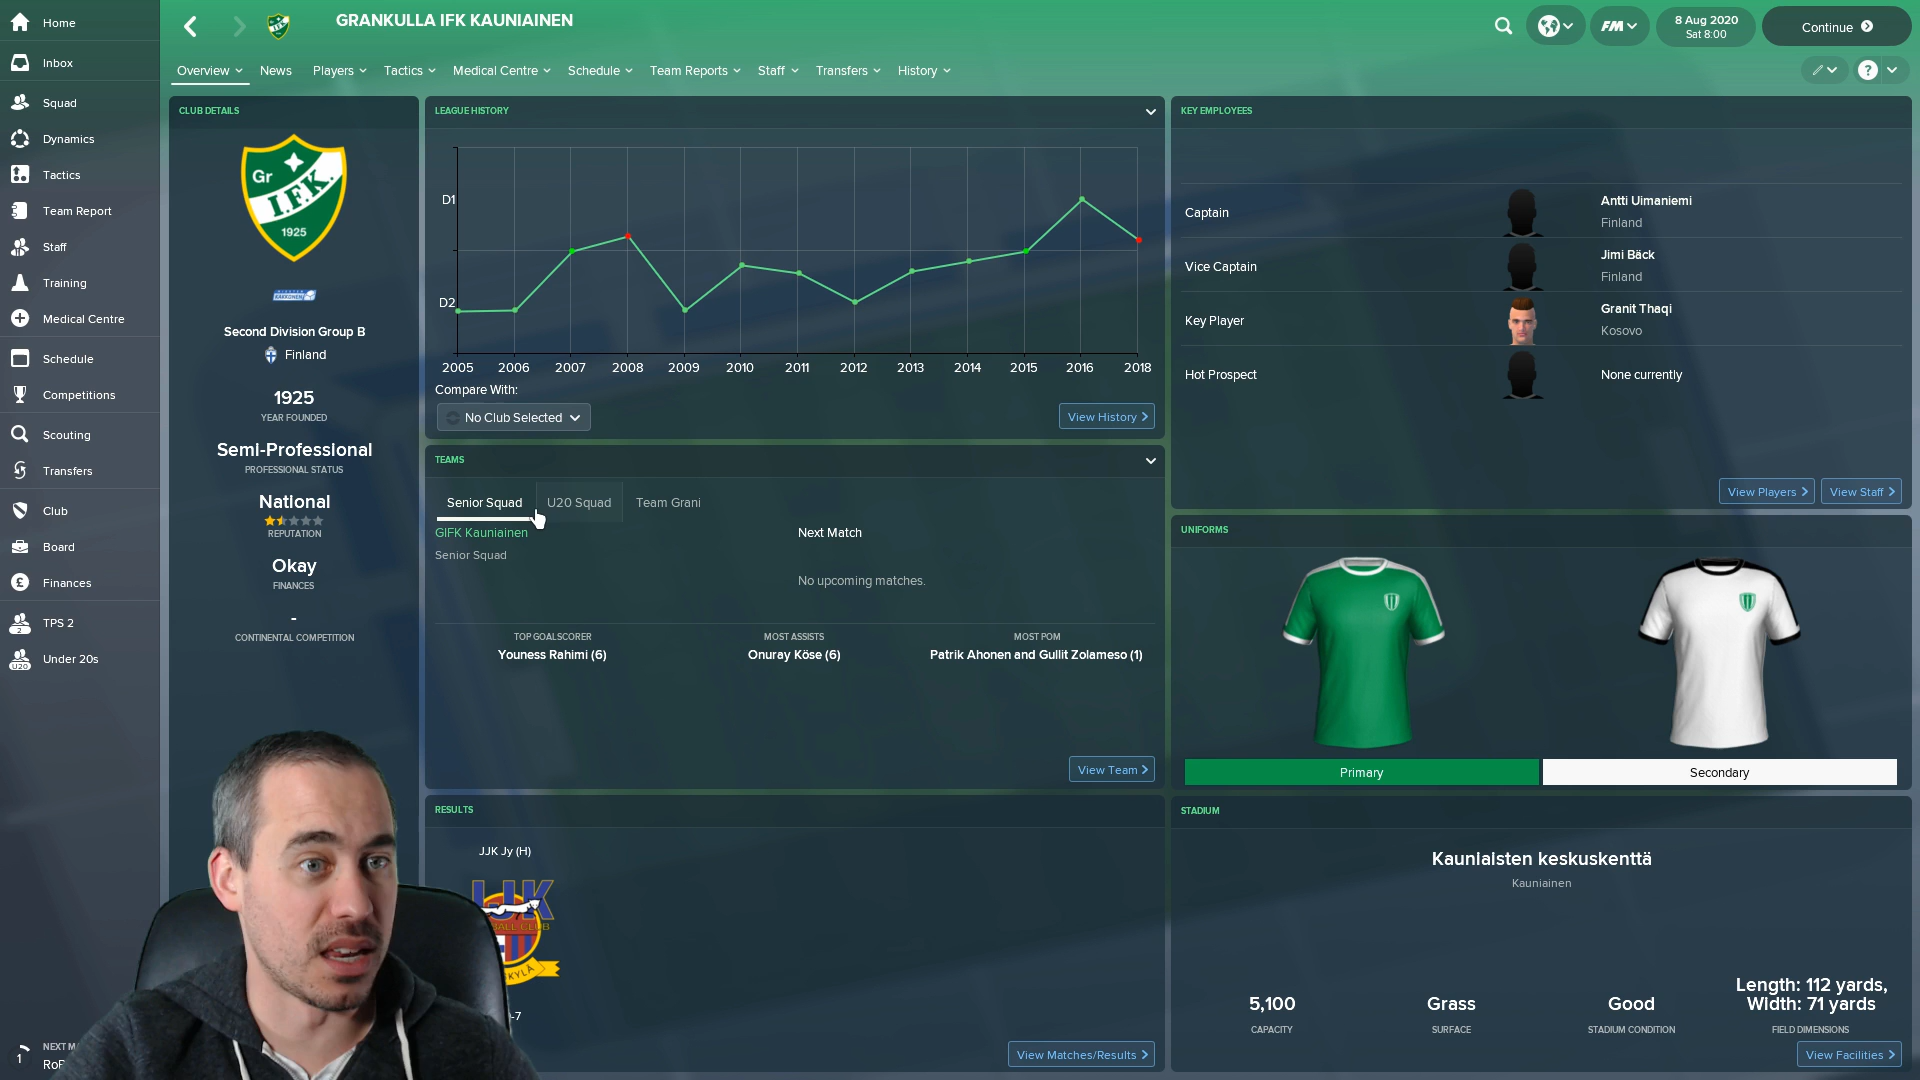 GRANKULLA IFK KAUNIAINEN
8 Aug 2020
Sat 8:00
Continue
FM
Home
Inbox
Squad
Dynamics
Tactics
Team Report
Staff
Training
Medical Centre
Schedule
Competitions
Scouting
Transfers
Club
Board
Finances
2
TPS 2
U20
Under 20s
Overview
News
Players
Tactics
Medical Centre
Schedule
Team Reports
Staff
Transfers
History
?
CLUB DETAILS
Gr
I.F.K.
1925
Second Division Group B
Finland
1925
YEAR FOUNDED
Semi-Professional
PROFESSIONAL STATUS
National
REPUTATION
Okay
FINANCES
-
CONTINENTAL COMPETITION
LEAGUE HISTORY
D1
D2
2005 2006 2007 2008 2009 2010 2011 2012 2013 2014 2015 2016 2018
Compare With:
No Club Selected
View History
TEAMS
Senior Squad
U20 Squad
Team Grani
GIFK Kauniainen
Senior Squad
Next Match
No upcoming matches.
TOP GOALSCORER
Youness Rahimi (6)
MOST ASSISTS
Onuray Köse (6)
MOST POM
Patrik Ahonen and Gullit Zolameso (1)
View Team
RESULTS
JJK Jy (H)
JJK
-7
View Matches/Results
KEY EMPLOYEES
Captain
Antti Uimaniemi
Finland
Vice Captain
Jimi Bäck
Finland
Key Player
Granit Thaqi
Kosovo
Hot Prospect
None currently
View Players
View Staff
UNIFORMS
Primary
Secondary
STADIUM
Kauniaisten keskuskenttä
Kauniainen
5,100
CAPACITY
Grass
SURFACE
Good
STADIUM CONDITION
Length: 112 yards,
Width: 71 yards
FIELD DIMENSIONS
View Facilities
1
NEXT M